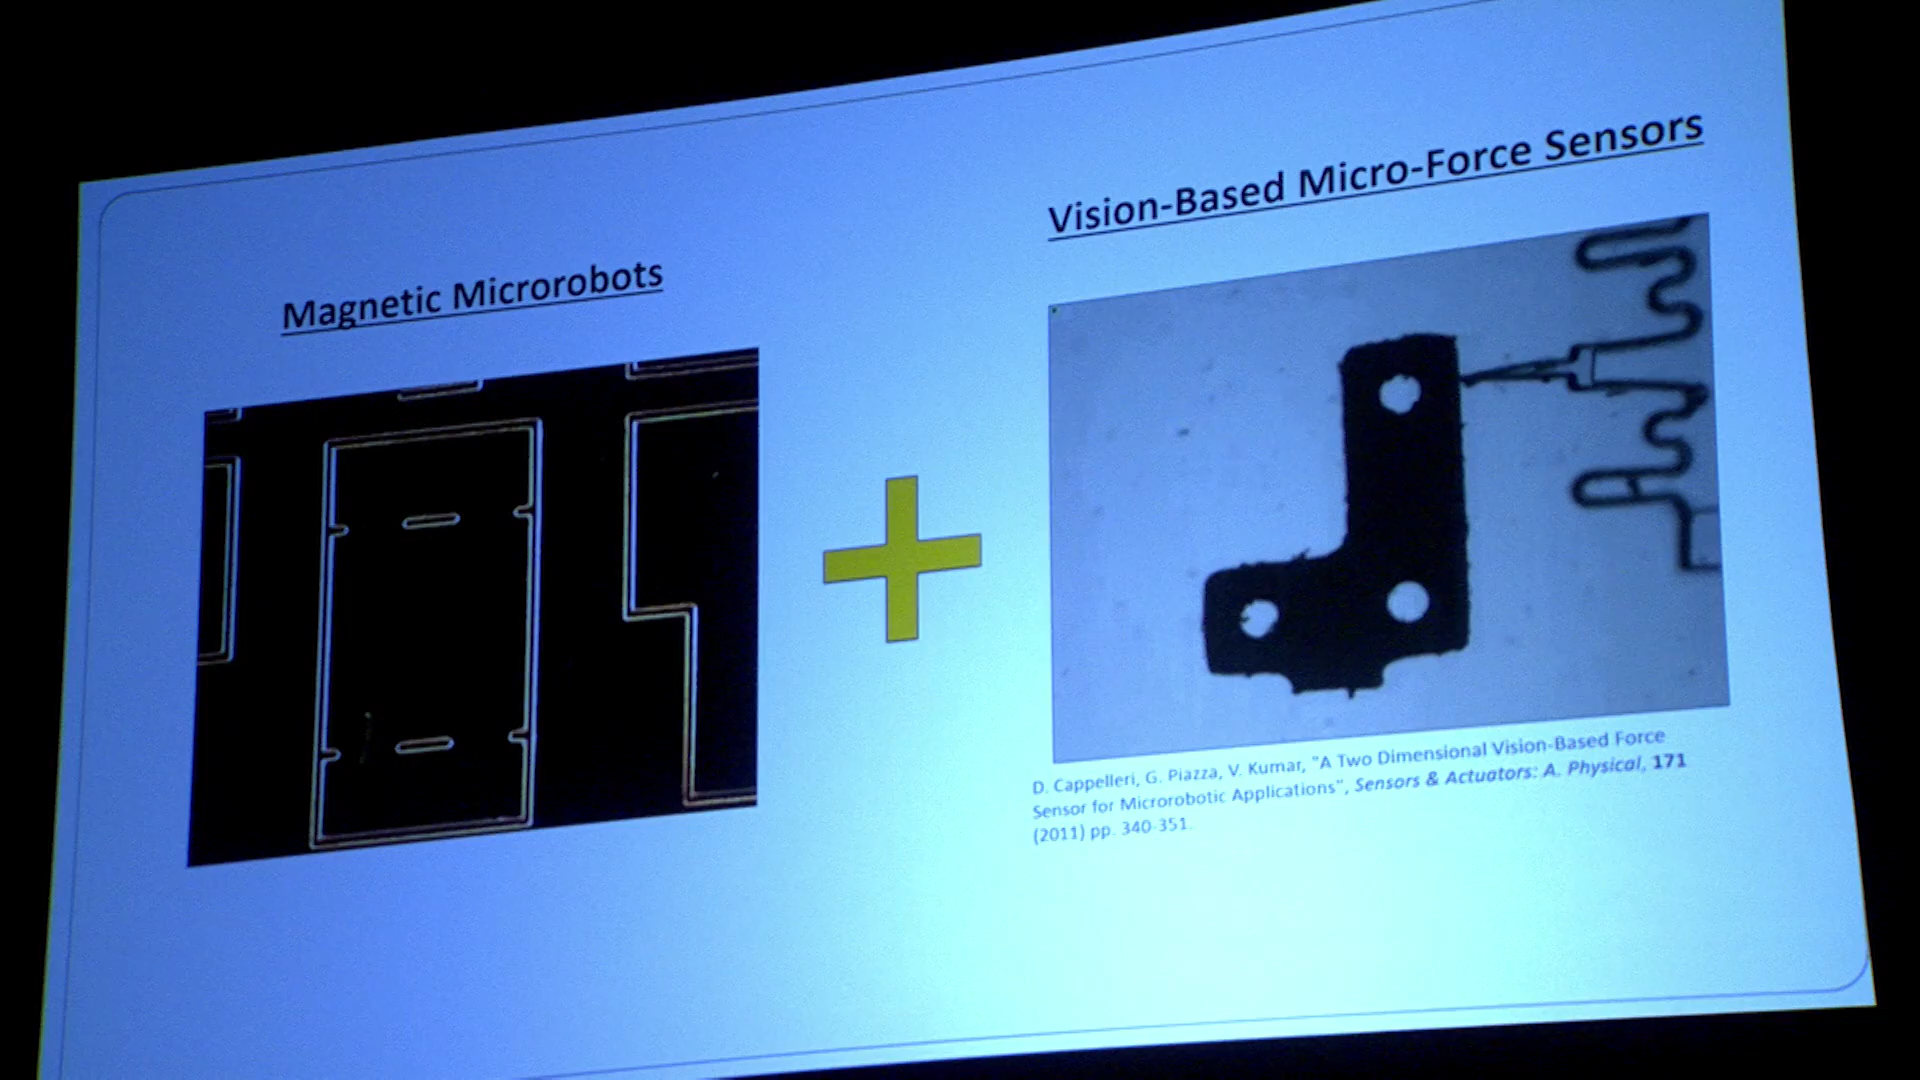 Magnetic Microrobots
Vision-Based Micro-Force Sensors
D. Cappelleri, G. Piazza, V. Kumar, "A Two Dimensional Vision-Based Force
Sensor for Microrobotic Applications", Sensors & Actuators: A. Physical, 171
(2011) pp. 340-351.